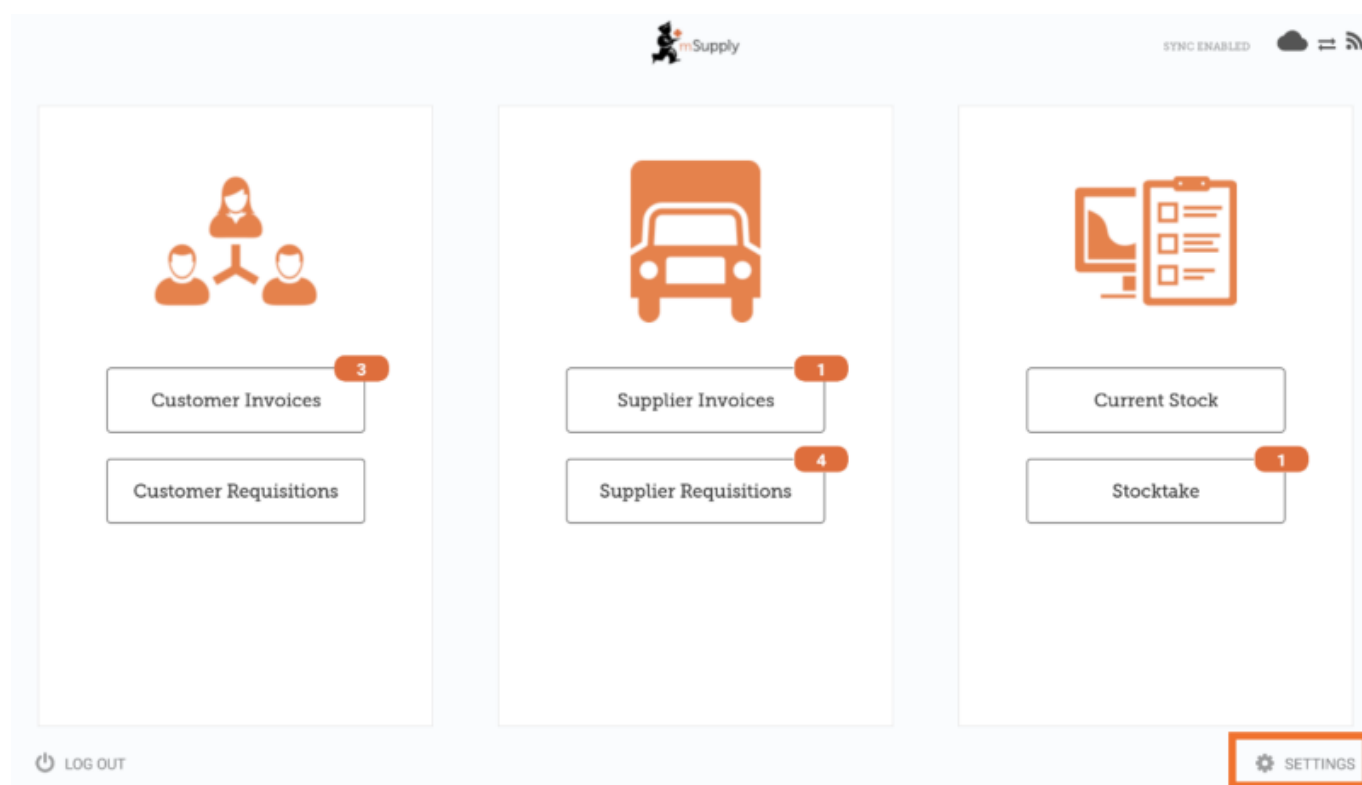 mSupply
SYNC ENABLED
3
Customer Invoices
Customer Requisitions
1
Supplier Invoices
4
Supplier Requisitions
Current Stock
1
Stocktake
LOG OUT
SETTINGS